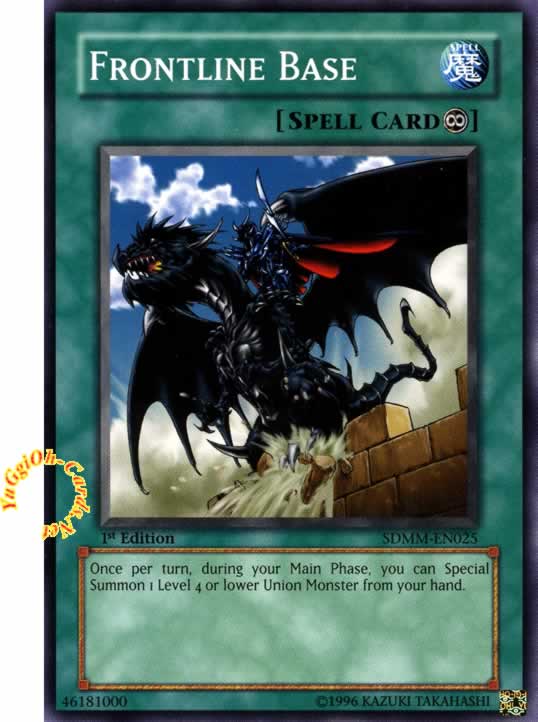 FRONTLINE BASE
SPELL
魔
[SPELL CARD∞]
YuGgiOh-Cards.Net
1st Edition
SDMM-EN025
Once per turn, during your Main Phase, you can Special
Summon 1 Level 4 or lower Union Monster from your hand.
46181000
©1996 KAZUKI TAKAHASHI